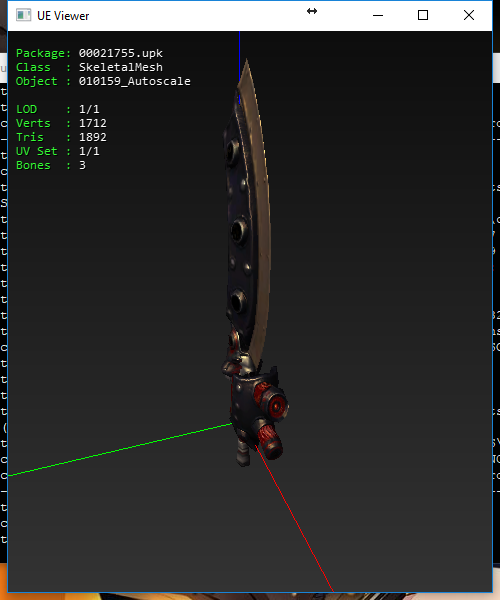 UE Viewer
Package: 00021755.upk
Class : SkeletalMesh
Object : 010159_Autoscale
LOD : 1/1
Verts : 1712
Tris : 1892
UV Set : 1/1
Bones : 3